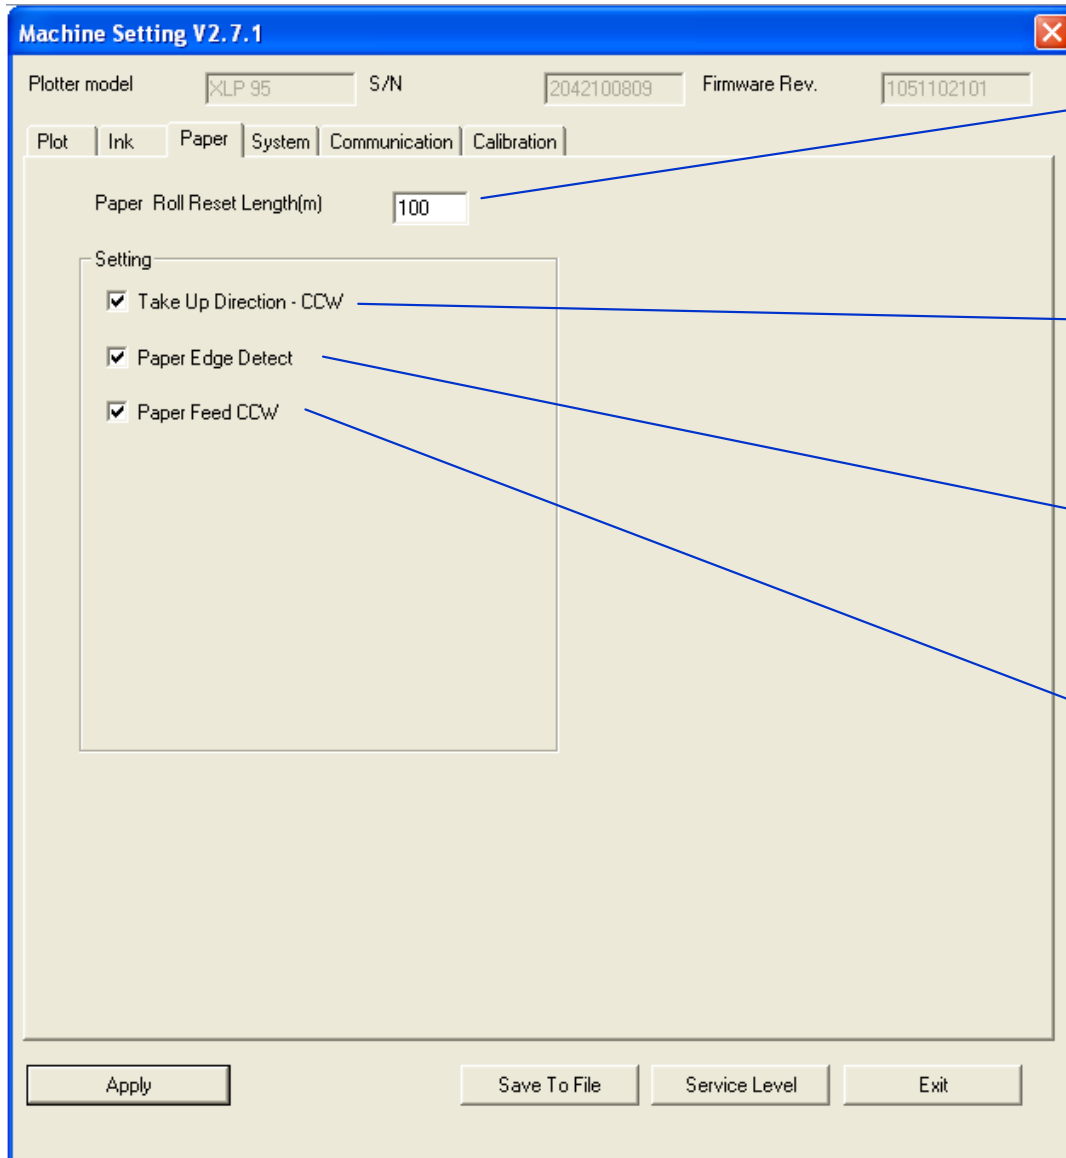 Machine Setting V2.7.1
Plotter model XLP 95 S/N 2042100809 Firmware Rev. 1051102101
Plot Ink Paper System Communication Calibration
Paper Roll Reset Length(m) 100
Setting
Take Up Direction - CCW
Paper Edge Detect
Paper Feed CCW
Apply Save To File Service Level Exit